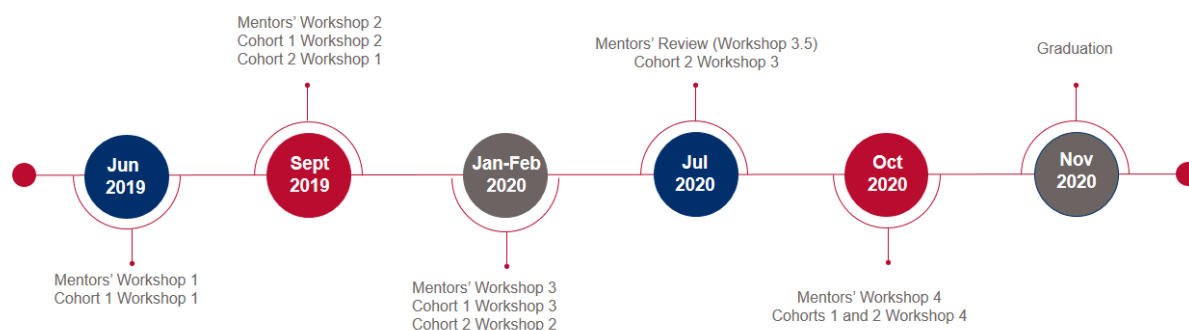 Mentors' Workshop 2
Cohort 1 Workshop 2
Cohort 2 Workshop 1
Mentors' Review (Workshop 3.5)
Cohort 2 Workshop 3
Graduation
Jun
2019
Sept
2019
Jan-Feb
2020
Jul
2020
Oct
2020
Nov
2020
Mentors' Workshop 1
Cohort 1 Workshop 1
Mentors' Workshop 3
Cohort 1 Workshop 3
Cohort 2 Workshop 2
Mentors' Workshop 4
Cohorts 1 and 2 Workshop 4